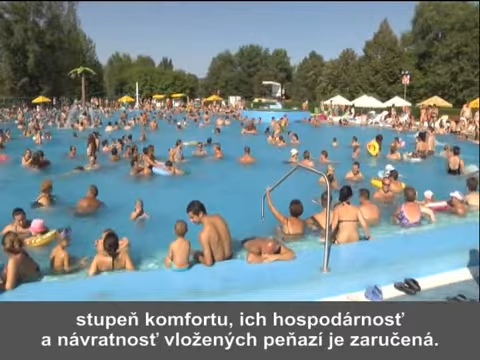 stupeň komfortu, ich hospodárnosť
a návratnosť vložených peňazí je zaručená.